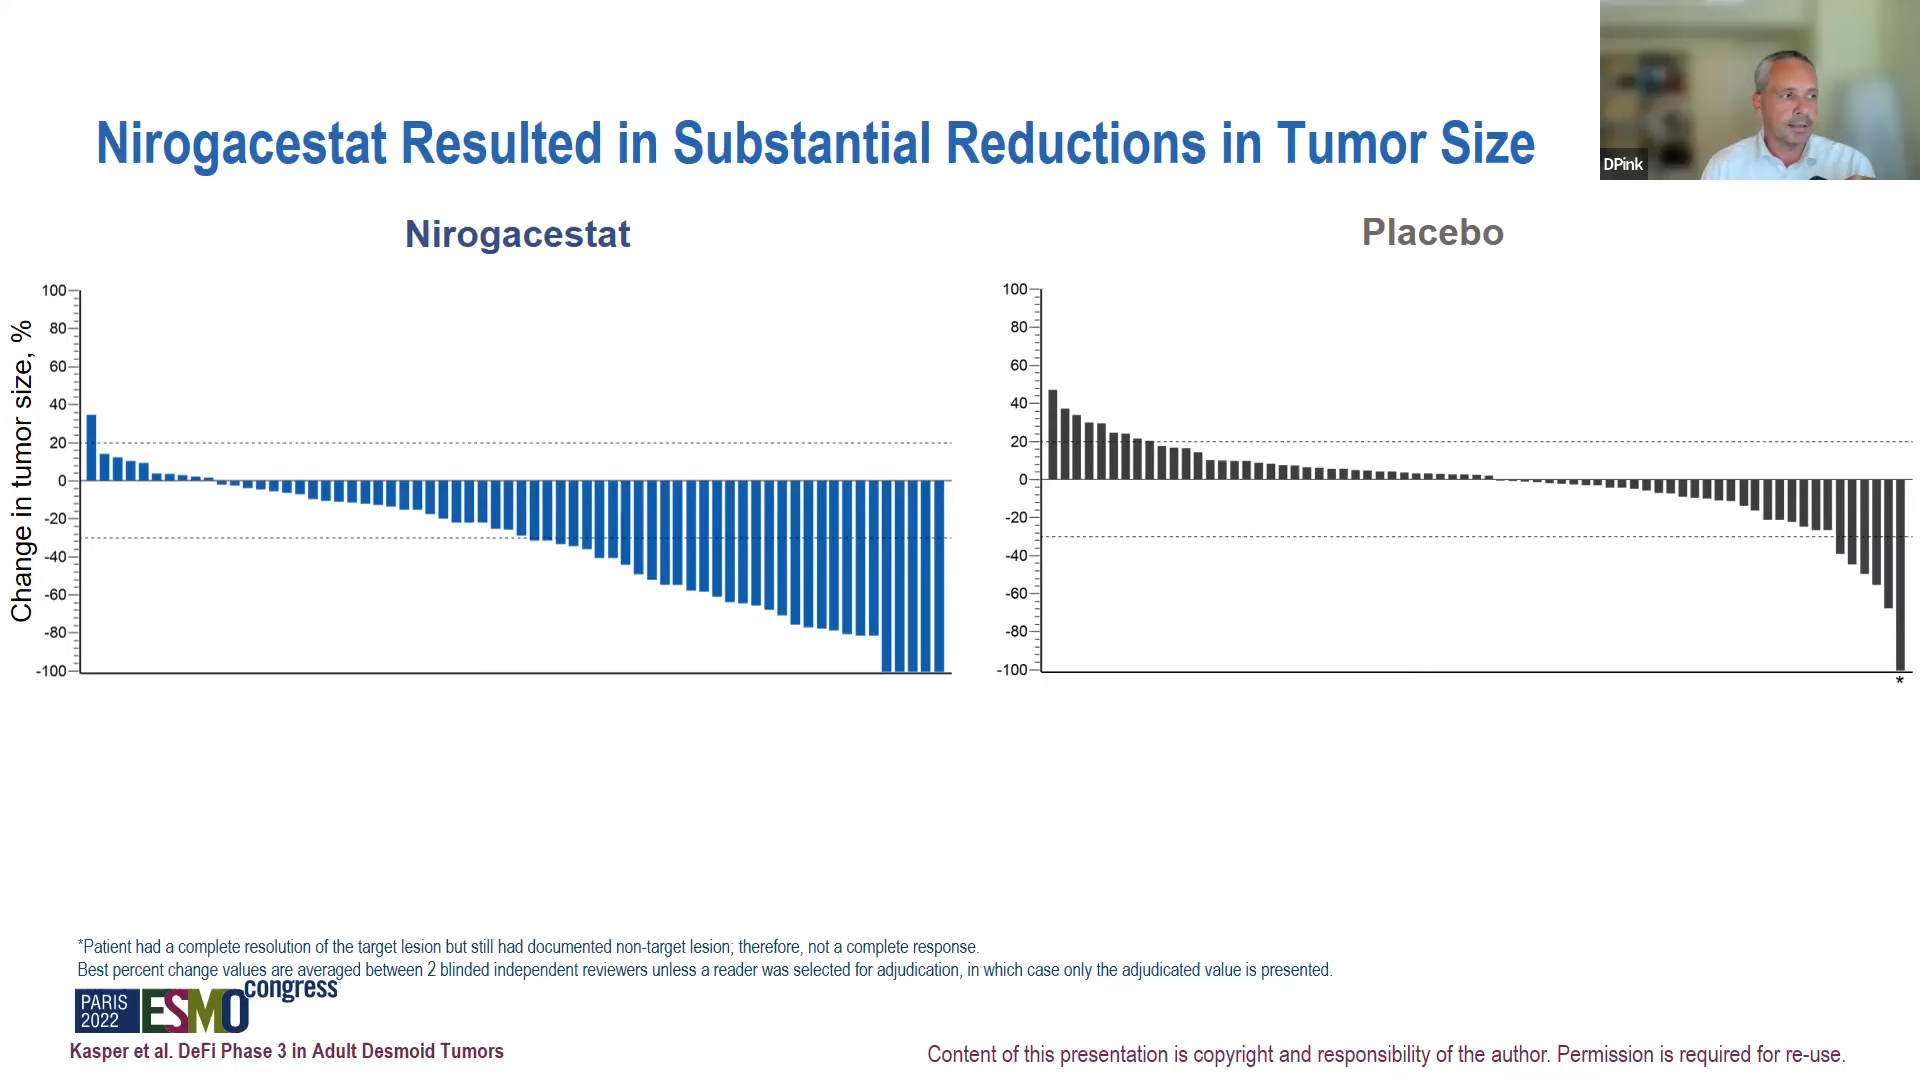 Nirogacestat Resulted in Substantial Reductions in Tumor Size
DPink
Nirogacestat
Placebo
Change in tumor size, %
100
80
60
40
20
0
-20
-40
-60
-80
-100
100
80
60
40
20
0
-20
-40
-60
-80
-100
*
*Patient had a complete resolution of the target lesion but still had documented non-target lesion; therefore, not a complete response.
Best percent change values are averaged between 2 blinded independent reviewers unless a reader was selected for adjudication, in which case only the adjudicated value is presented.
PARIS
2022
ESMO congress
Kasper et al. DeFi Phase 3 in Adult Desmoid Tumors
Content of this presentation is copyright and responsibility of the author. Permission is required for re-use.